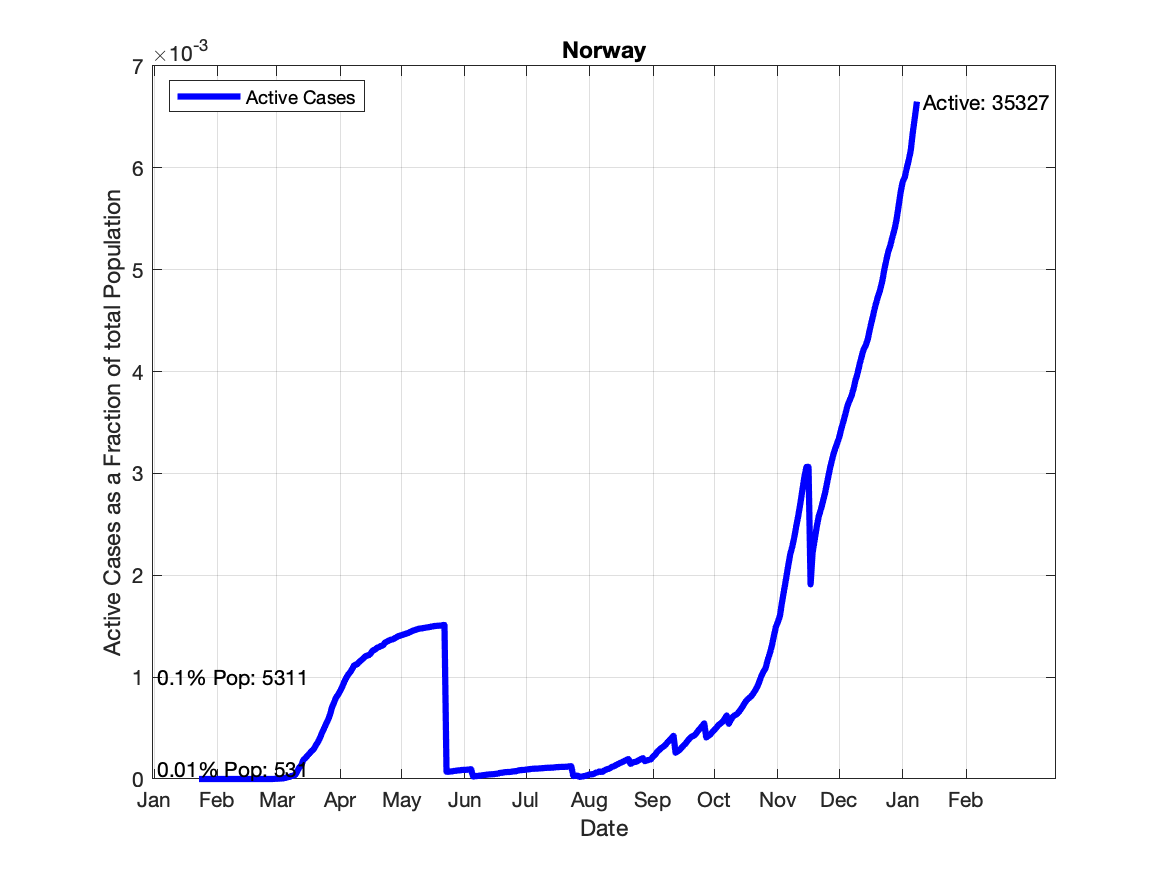 Norway
×10-3
7
6
5
4
3
2
1
0
Active Cases as a Fraction of total Population
Active Cases
Active: 35327
0.1% Pop: 5311
0.01% Pop: 531
Jan Feb Mar Apr May Jun Jul Aug Sep Oct Nov Dec Jan Feb
Date